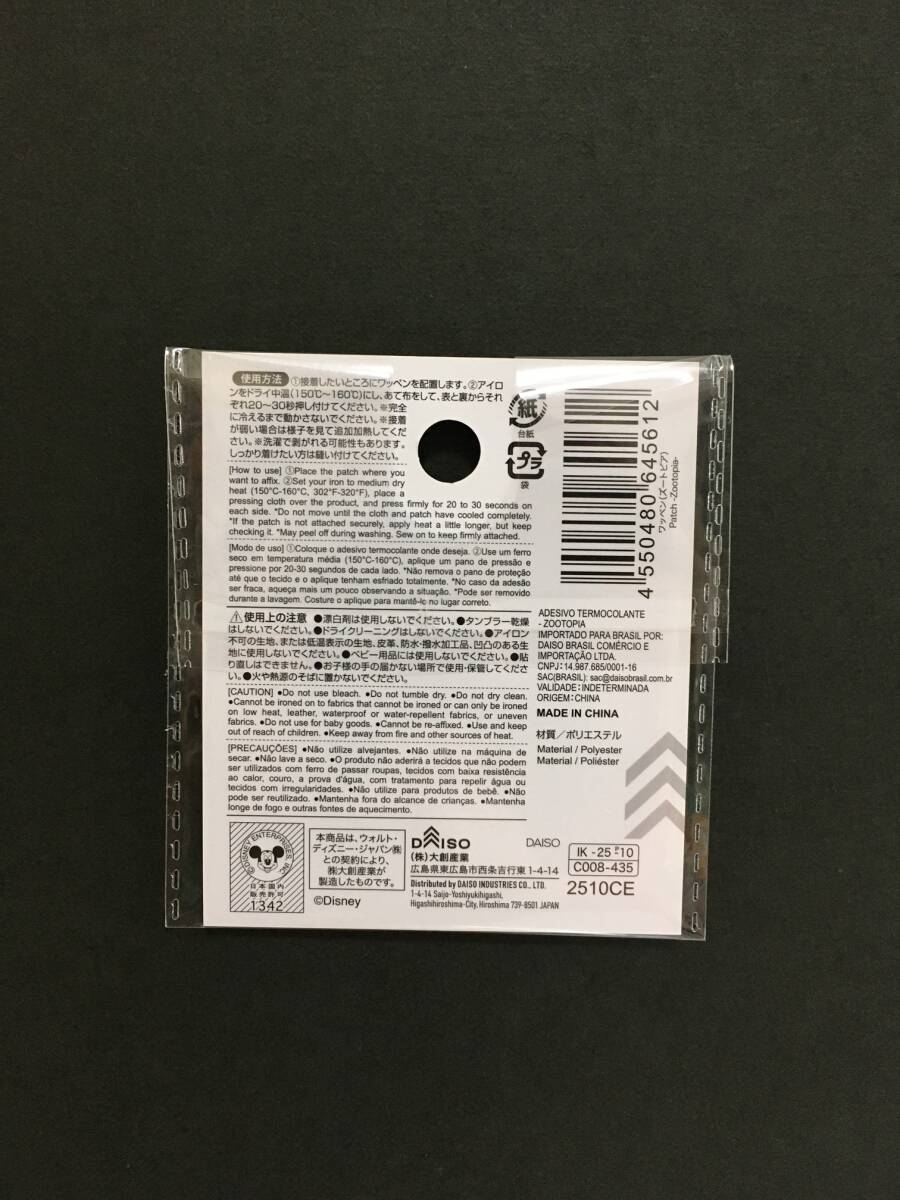 使用方法 ①接着したいところにワッペンを配置します。②アイロ
ンをドライ中温(150℃〜160℃)にし、あて布をして、表と裏からそれ
ぞれ20〜30秒押し付けてください。※完全
に冷えるまで動かさないでください。※接着
が弱い場合は様子を見て追加加熱してくだ
さい。※洗濯で剥がれる可能性もあります。
しっかり着けたい方は縫い付けてください。
[How to use] ①Place the patch where you
want to affix. ②Set your iron to medium dry
heat (150°C-160°C, 302°F-320°F), place a
pressing cloth over the product, and press firmly for 20 to 30 seconds on
each side. *Do not move until the cloth and patch have cooled completely.
*If the patch is not attached securely, apply heat a little longer, but keep
checking it. *May peel off during washing. Sew on to keep firmly attached.
[Modo de uso] ①Coloque o adesivo termocolante onde deseja. ②Use um ferro
seco em temperatura média (150°C-160°C), aplique um pano de pressão e
pressione por 20-30 segundos de cada lado. *Não remova o pano de proteção
até que o tecido e o aplique tenham esfriado totalmente. *No caso da adesão
ser fraca, aqueça mais um pouco observando a situação. *Pode ser removido
durante a lavagem. Costure o aplique para mantê-lo no lugar correto.
使用上の注意 ●漂白剤は使用しないでください。●タンブラー乾燥
はしないでください。●ドライクリーニングはしないでください。●アイロン
不可の生地、または低温表示の生地、皮革、防水・撥水加工品、凹凸のある生
地に使用しないでください。●ベビー用品には使用しないでください。●貼
り直しはできません。●お子様の手の届かない場所で使用・保管してくださ
い。●火や熱源のそばに置かないでください。
[CAUTION] ●Do not use bleach. ●Do not tumble dry. ●Do not dry clean.
●Cannot be ironed on to fabrics that cannot be ironed or can only be ironed
on low heat, leather, waterproof or water-repellent fabrics, or uneven
fabrics. ●Do not use for baby goods. ●Cannot be re-affixed. ●Use and keep
out of reach of children. ●Keep away from fire and other sources of heat.
[PRECAUÇÕES] ●Não utilize alvejantes. ●Não utilize na máquina de
secar. ●Não lave a seco. ●O produto não aderirá a tecidos que não podem
ser utilizados com ferro de passar roupas, tecidos com baixa resistência
ao calor, couro, a prova d'água, com tratamento para repelir água ou
tecidos com irregularidades. ●Não utilize para produtos de bebê. ●Não
pode ser reutilizado. ●Mantenha fora do alcance de crianças. ●Mantenha
longe de fogo e outras fontes de aquecimento.
紙
台紙
プラ
袋
4 550480 645612
ワッペン(ズートピア)
Patch -Zootopia-
ADESIVO TERMOCOLANTE
- ZOOTOPIA
IMPORTADO PARA BRASIL POR:
DAISO BRASIL COMÉRCIO E
IMPORTAÇÃO LTDA.
CNPJ: 14.987.685/0001-16
SAC(BRASIL): sac@daisobrasil.com.br
VALIDADE: INDETERMINADA
ORIGEM: CHINA
MADE IN CHINA
材質/ポリエステル
Material / Polyester
Material / Poliéster
©DISNEY ENTERPRISES, INC.
日本国内
販売許可
1342
本商品は、ウォルト・
ディズニー・ジャパン㈱
との契約により、
㈱大創産業が
製造したものです。
©Disney
DAISO
(株)大創産業
広島県東広島市西条吉行東1-4-14
Distributed by DAISO INDUSTRIES CO., LTD.
1-4-14 Saijo-Yoshiyukihigashi,
Higashihiroshima-City, Hiroshima 739-8501 JAPAN
DAISO
IK -25 P10
C008-435
2510CE